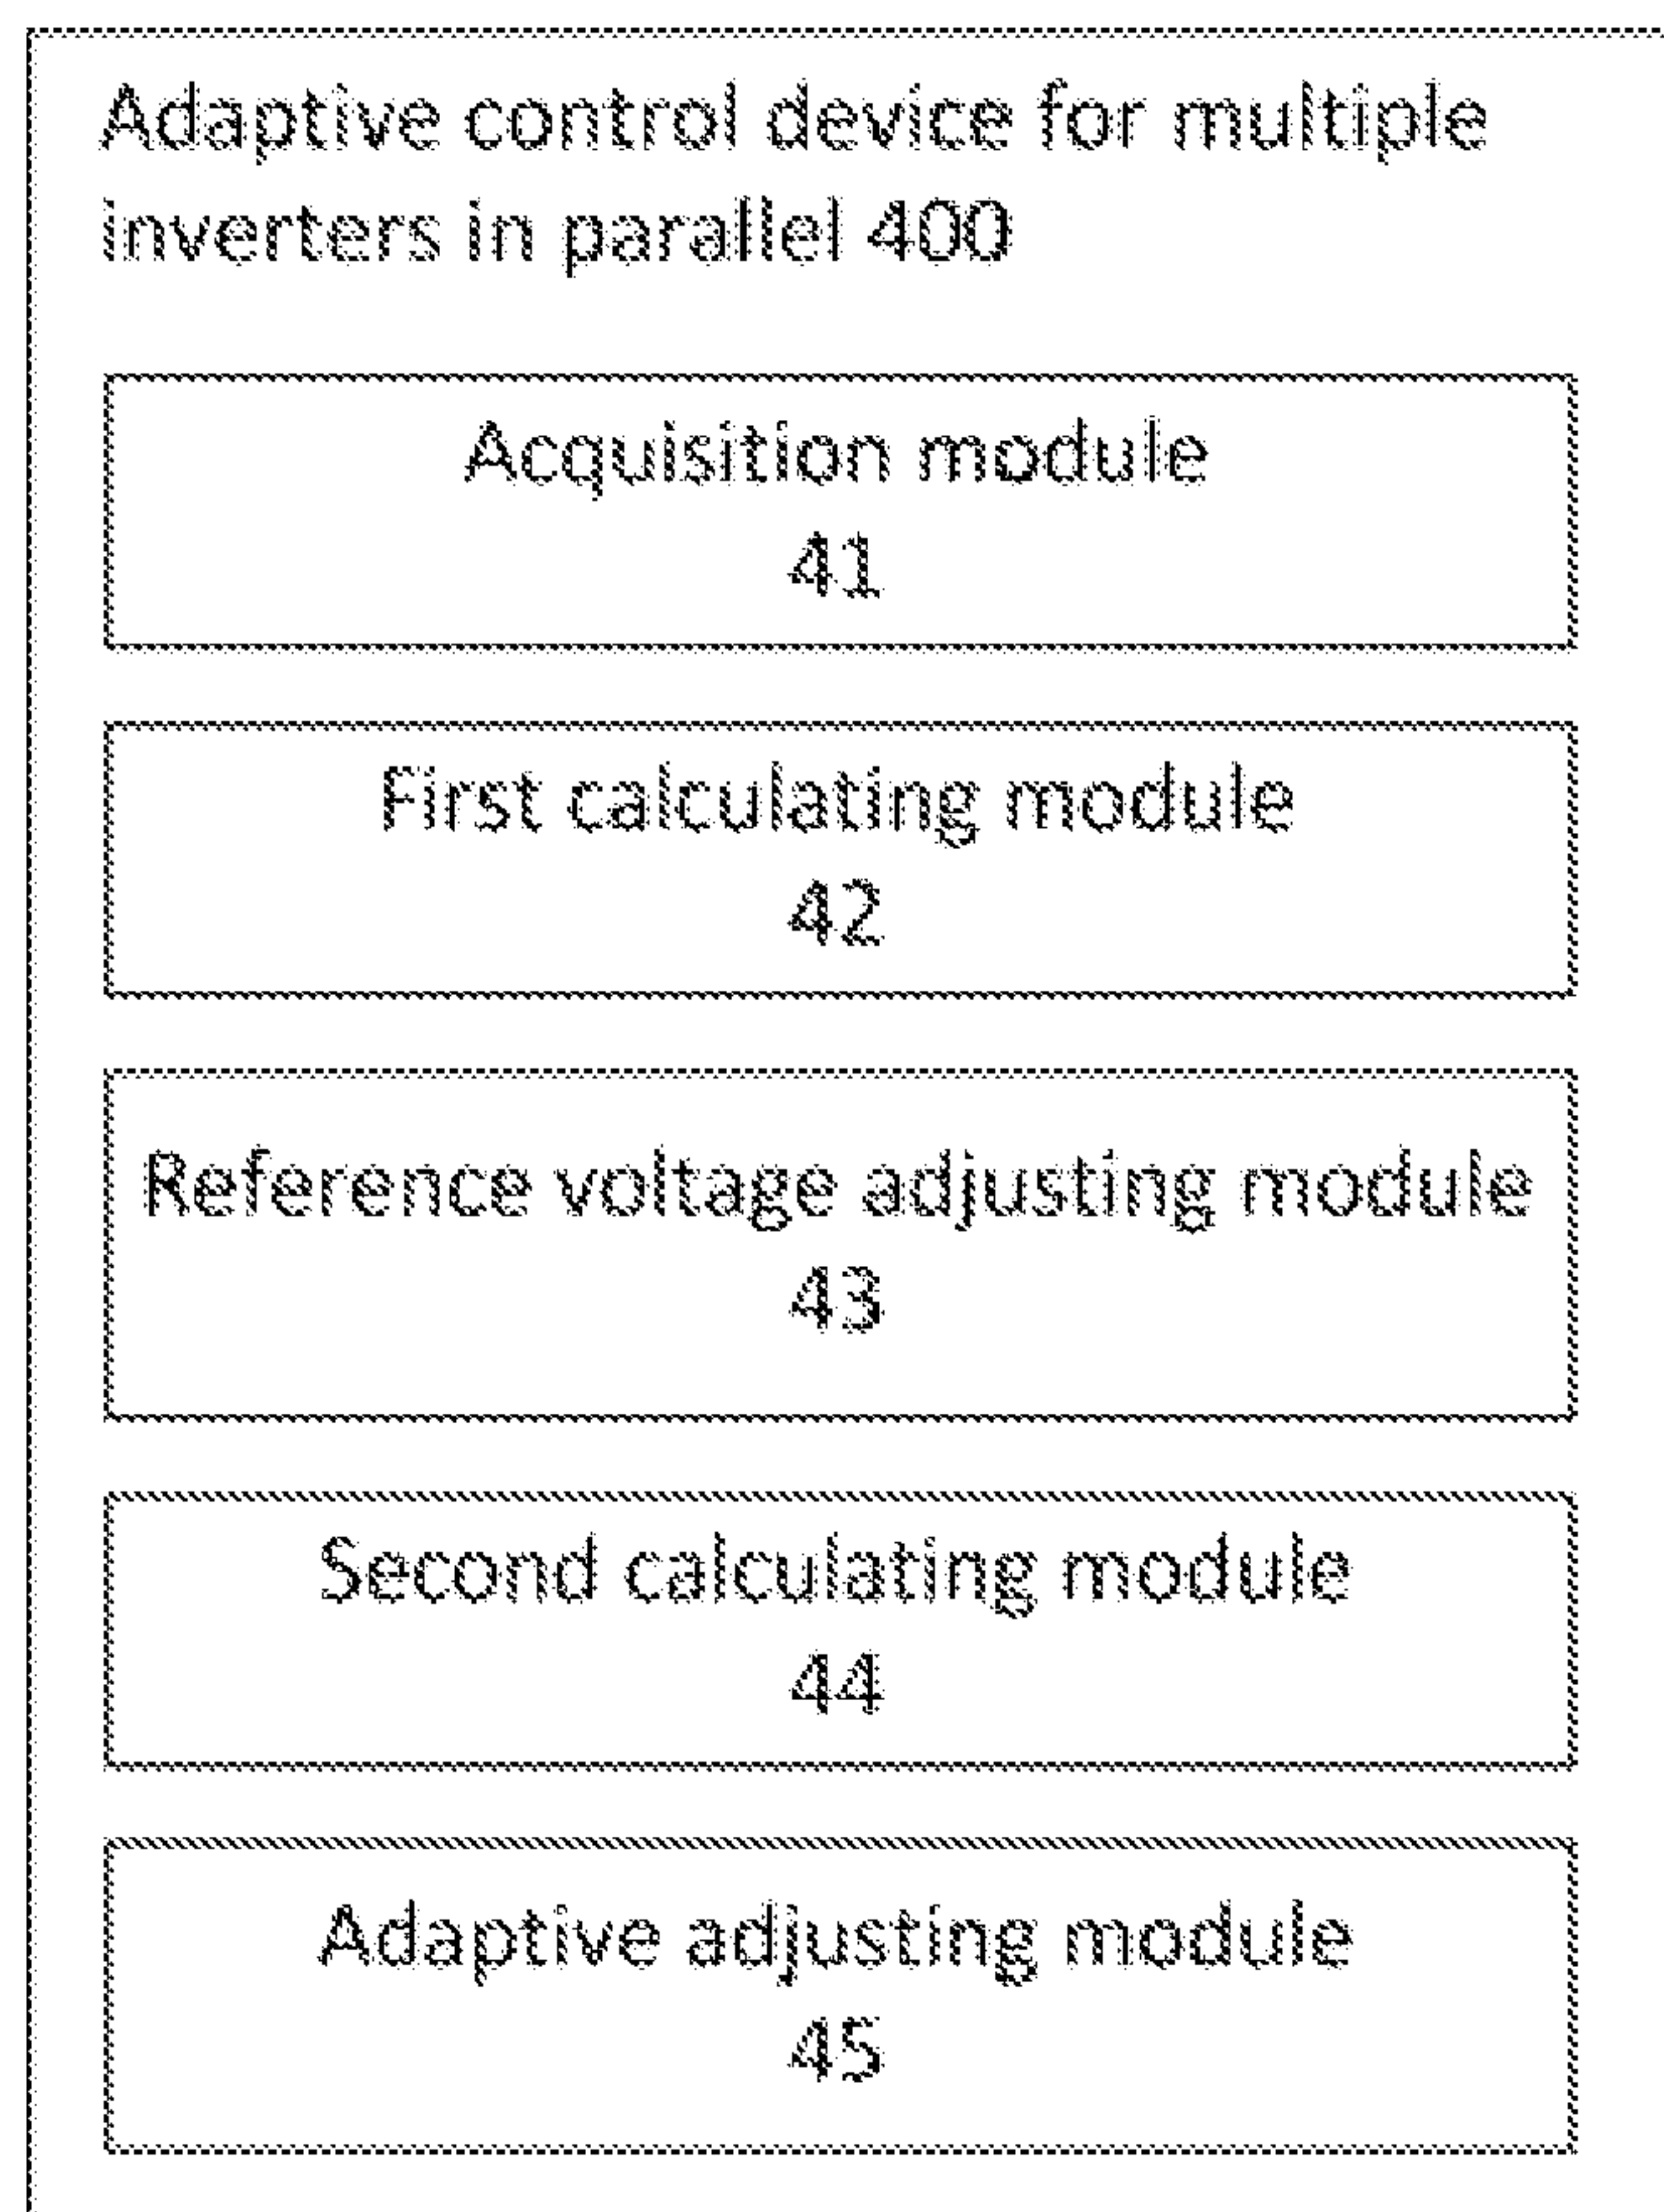 Adaptive control device for multiple
inverters in parallel 400
Acquisition module
41
First calculating module
42
Reference voltage adjusting module
43
Second calculating module
44
Adaptive adjusting module
45